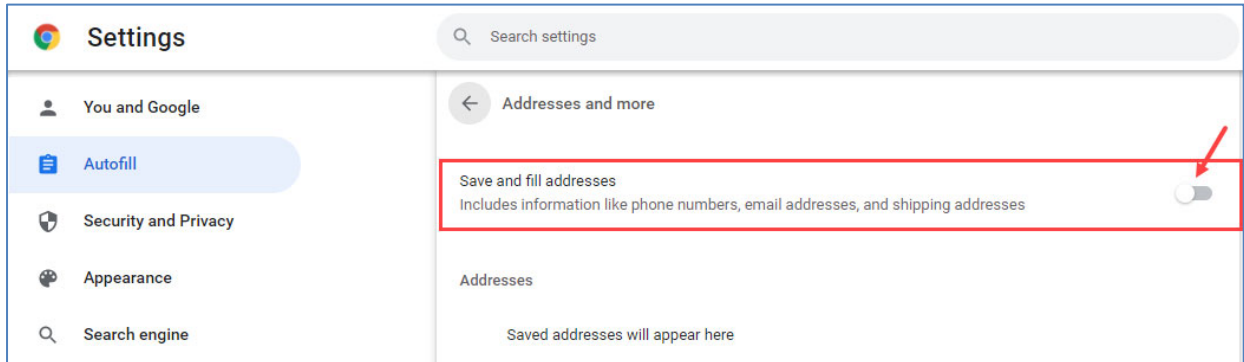 Settings
Search settings
You and Google
Autofill
Security and Privacy
Appearance
Search engine
Addresses and more
Save and fill addresses
Includes information like phone numbers, email addresses, and shipping addresses
Addresses
Saved addresses will appear here